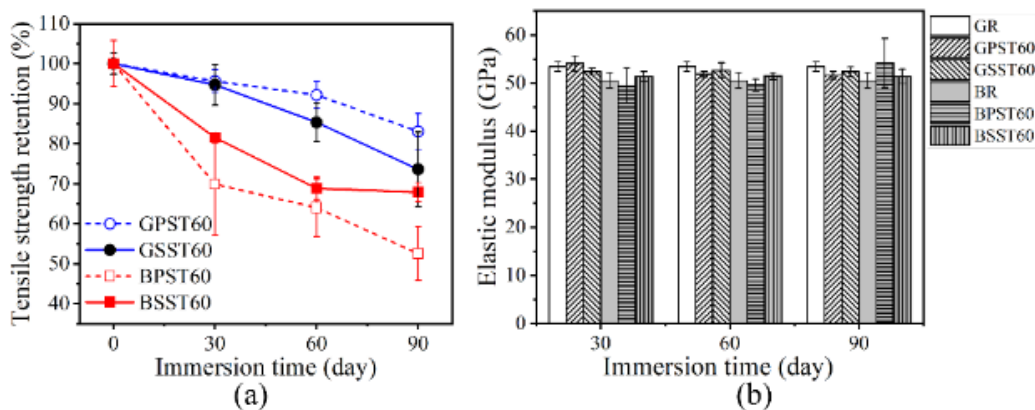 Tensile strength retention (%)
110
100
90
80
70
60
50
40
GPST60
GSST60
BPST60
BSST60
0
30
60
90
Immersion time (day)
(a)
Elastic modulus (GPa)
60
50
40
30
20
10
0
30
60
90
Immersion time (day)
(b)
GR
GPST60
GSST60
BR
BPST60
BSST60